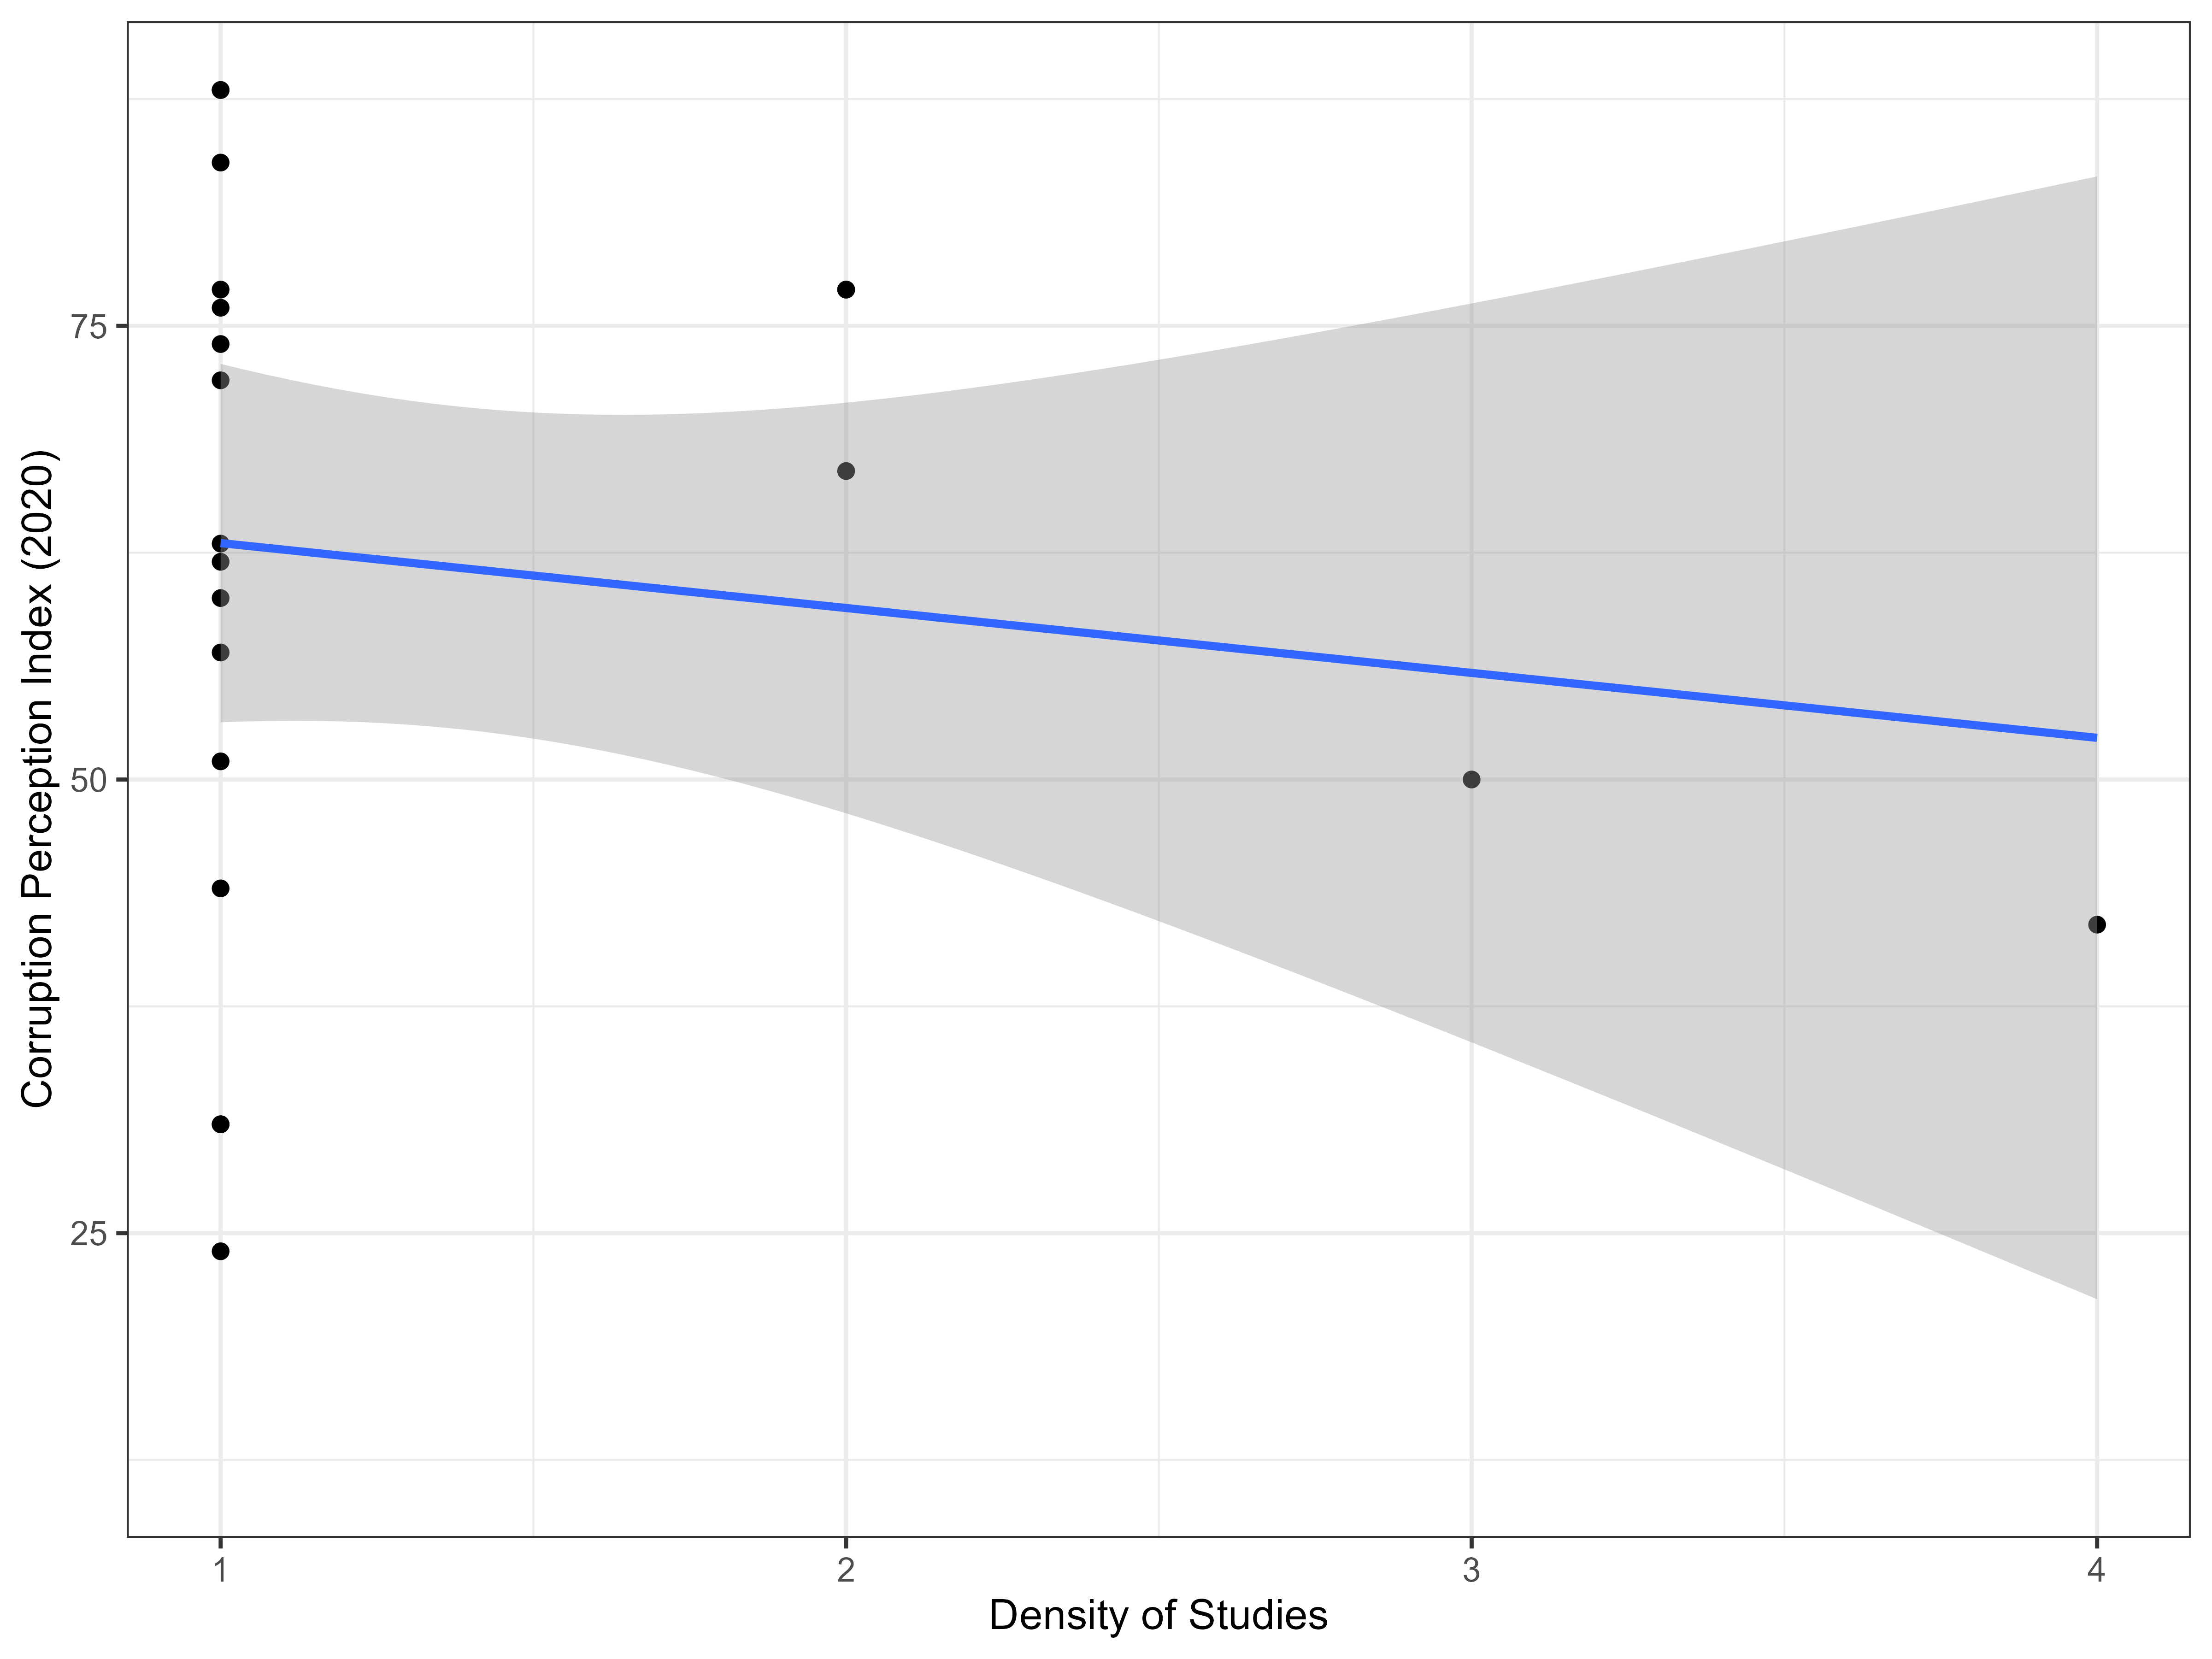 Corruption Perception Index (2020)
75
50
25
1 2 3 4
Density of Studies